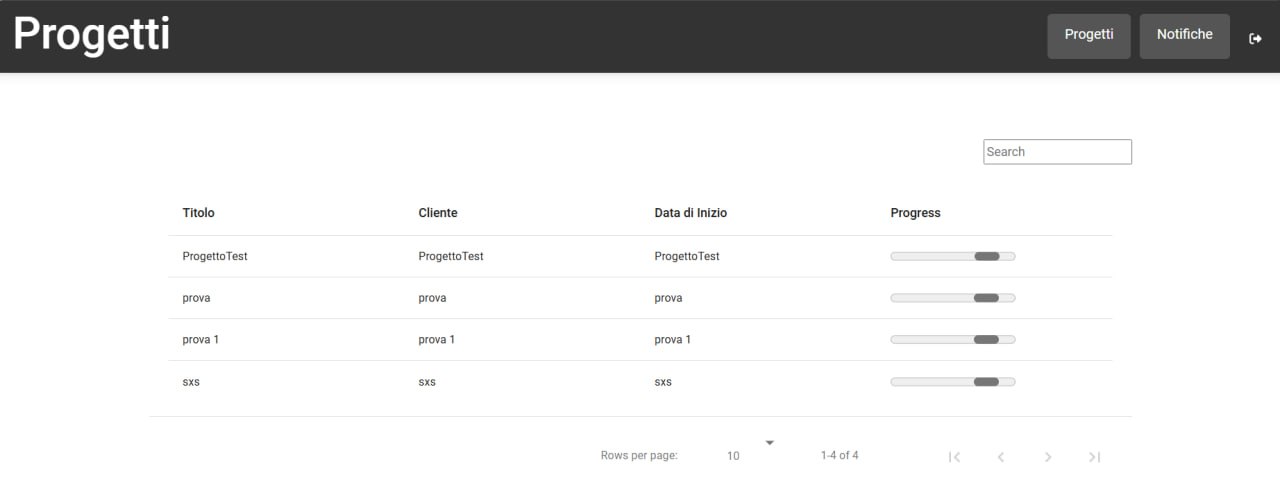 Progetti
Progetti Notifiche
Search
Titolo Cliente Data di Inizio Progress
ProgettoTest ProgettoTest ProgettoTest
prova prova prova
prova 1 prova 1 prova 1
sxs sxs sxs
Rows per page: 10 1-4 of 4